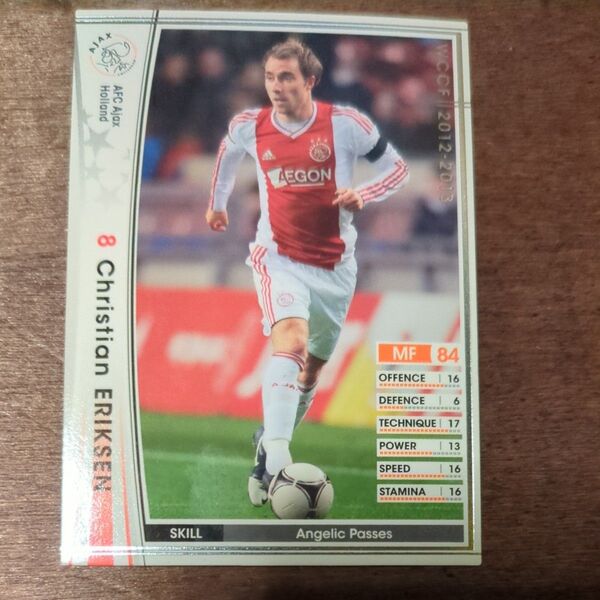 AJAX
AFC Ajax
Holland
WCCF | 2012-2013
8 Christian ERIKSEN
adidas
AEGON
MF 84
OFFENCE 16
DEFENCE 6
TECHNIQUE 17
POWER 13
SPEED 16
STAMINA 16
SKILL Angelic Passes